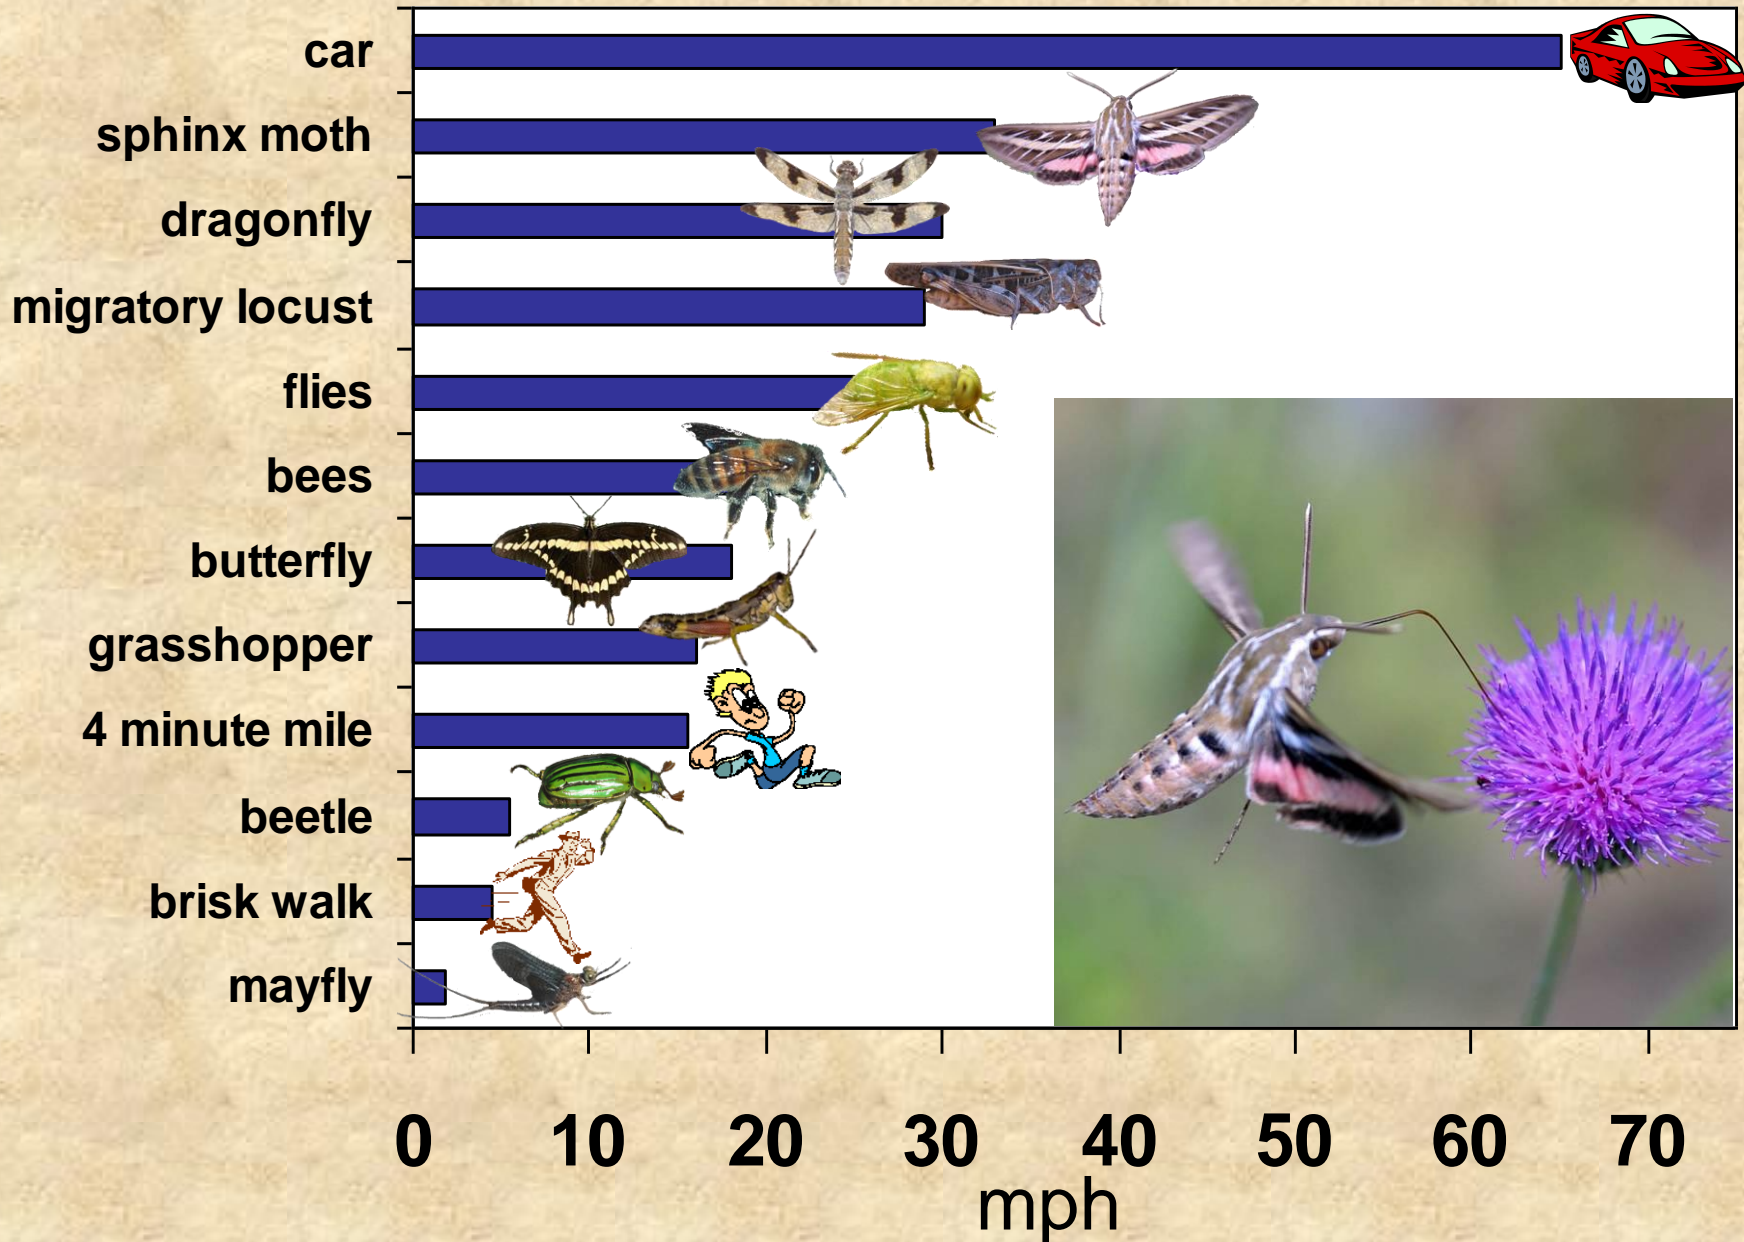 car
sphinx moth
dragonfly
migratory locust
flies
bees
butterfly
grasshopper
4 minute mile
beetle
brisk walk
mayfly
0 10 20 30 40 50 60 70
mph